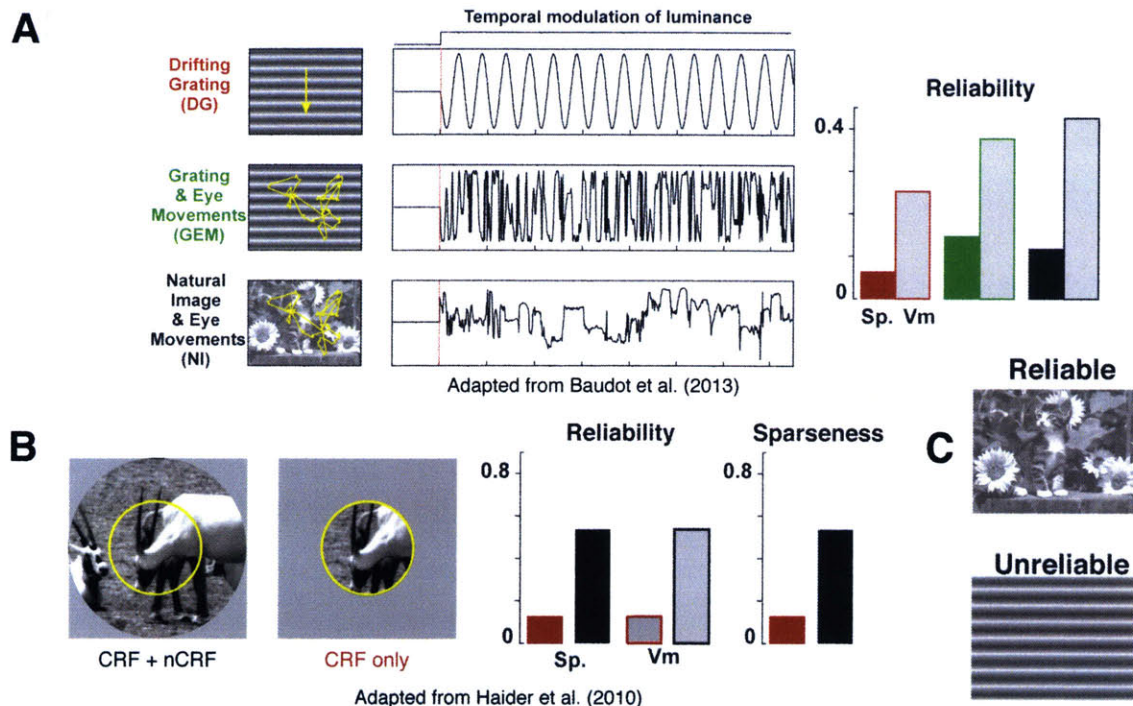 A
Temporal modulation of luminance
Drifting
Grating
(DG)
Grating
& Eye
Movements
(GEM)
Natural
Image
& Eye
Movements
(NI)
Adapted from Baudot et al. (2013)
Reliability
0.4
0
Sp. Vm
B
CRF + nCRF
CRF only
Adapted from Haider et al. (2010)
Reliability
0.8
0
Sp.
Vm
Sparseness
0.8
0
C
Reliable
Unreliable